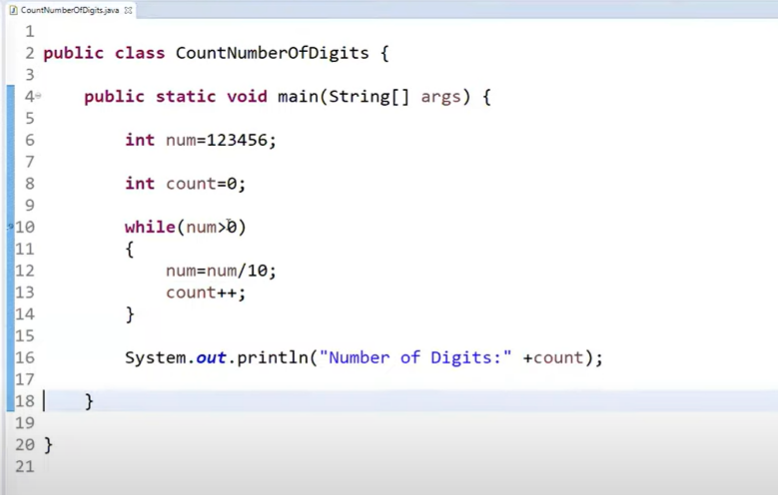 CountNumberOfDigits.java
1
2 public class CountNumberOfDigits {
3
4 public static void main(String[] args) {
5
6 int num=123456;
7
8 int count=0;
9
10 while(num>0)
11 {
12 num=num/10;
13 count++;
14 }
15
16 System.out.println("Number of Digits:" +count);
17
18 }
19
20 }
21